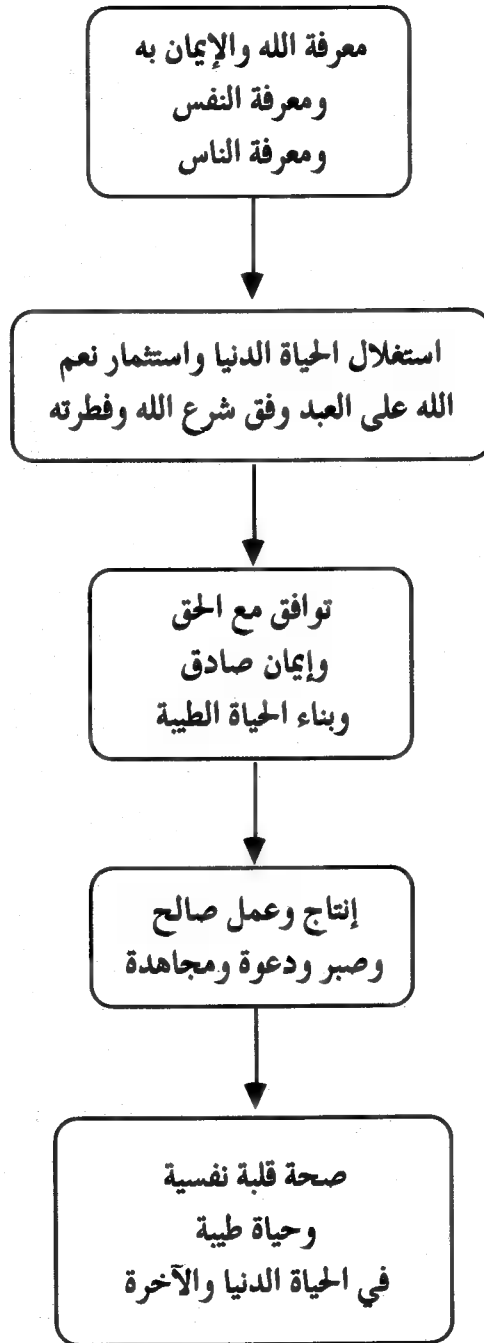 معرفة الله والإيمان به
ومعرفة النفس
ومعرفة الناس
استغلال الحياة الدنيا واستثمار نعم
الله على العبد وفق شرع الله وفطرته
توافق مع الحق
وإيمان صادق
وبناء الحياة الطيبة
إنتاج وعمل صالح
وصبر ودعوة ومجاهدة
صحة قلبة نفسية
وحياة طيبة
في الحياة الدنيا والآخرة